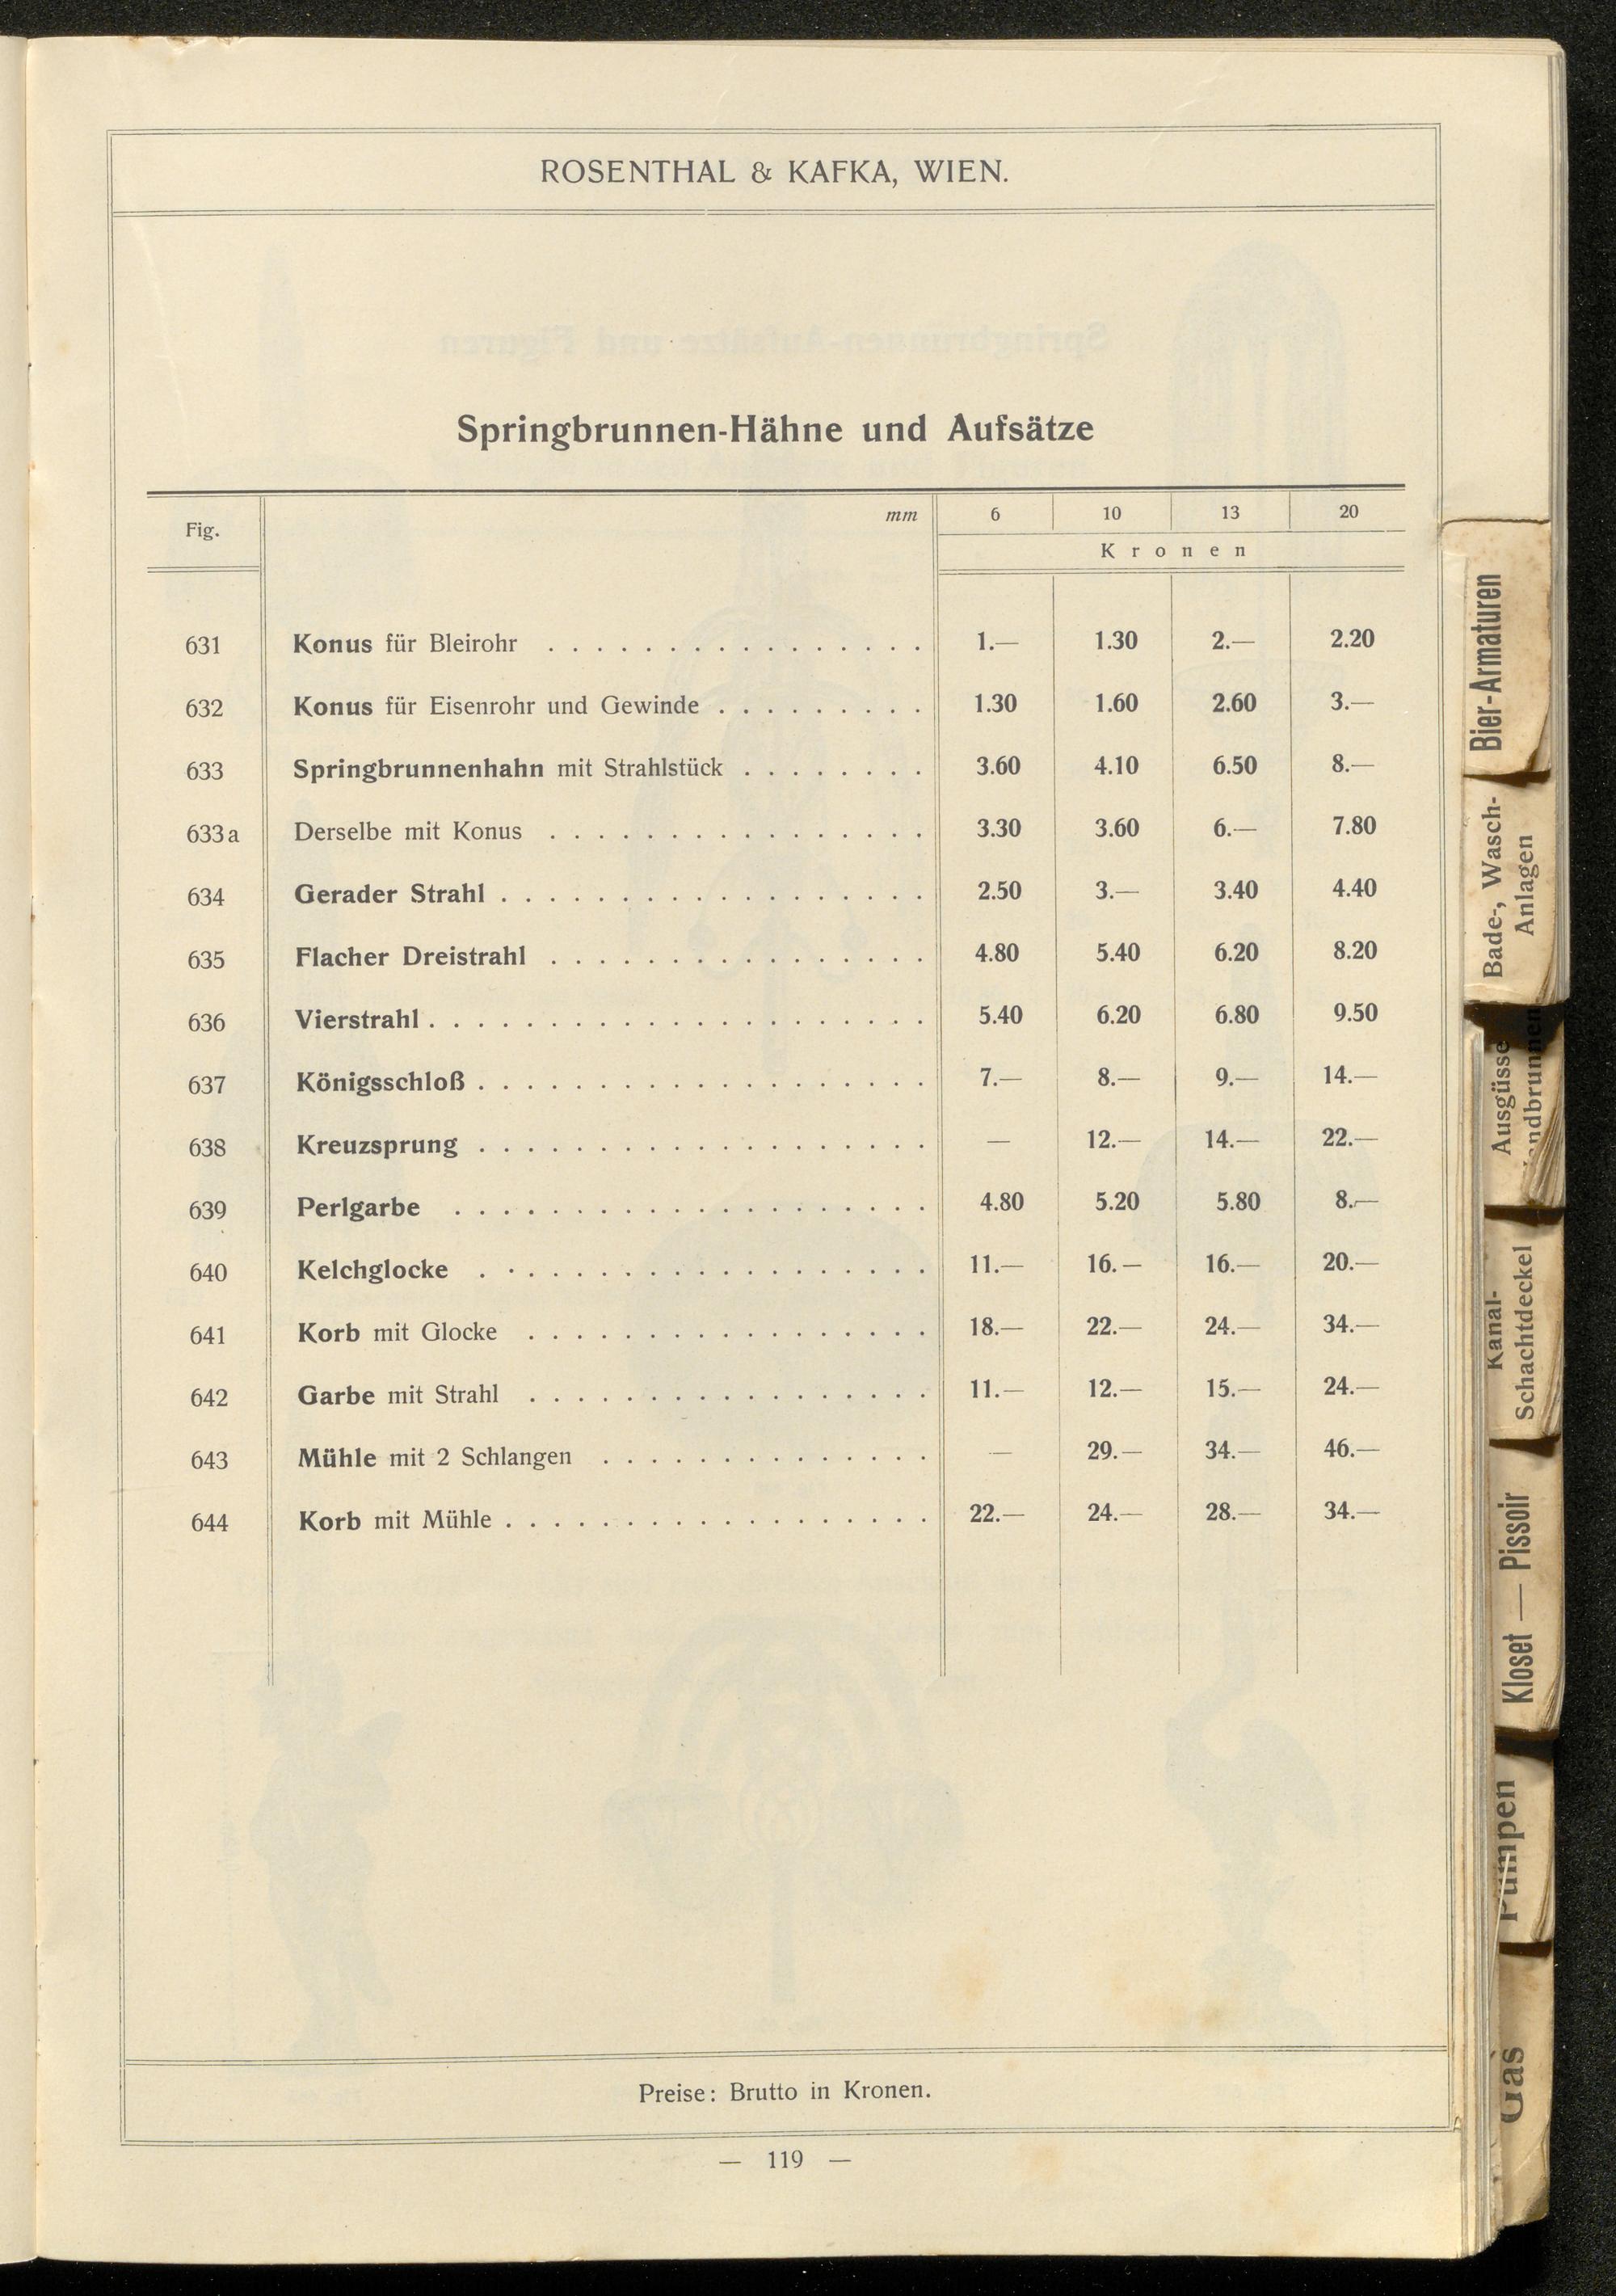 ROSENTHAL & KAFKA, WIEN.
Springbrunnen-Hähne und Aufsätze
Fig. mm 6 10 13 20
Kronen
631 Konus für Bleirohr . . . . . . . . . . . . . . . . 1.— 1.30 2.— 2.20
632 Konus für Eisenrohr und Gewinde . . . . . . . . . 1.30 1.60 2.60 3.—
633 Springbrunnenhahn mit Strahlstück . . . . . . . . 3.60 4.10 6.50 8.—
633a Derselbe mit Konus . . . . . . . . . . . . . . . . 3.30 3.60 6.— 7.80
634 Gerader Strahl . . . . . . . . . . . . . . . . . . 2.50 3.— 3.40 4.40
635 Flacher Dreistrahl . . . . . . . . . . . . . . . . 4.80 5.40 6.20 8.20
636 Vierstrahl . . . . . . . . . . . . . . . . . . . . . 5.40 6.20 6.80 9.50
637 Königsschloß . . . . . . . . . . . . . . . . . . . 7.— 8.— 9.— 14.—
638 Kreuzsprung . . . . . . . . . . . . . . . . . . . — 12.— 14.— 22.—
639 Perlgarbe . . . . . . . . . . . . . . . . . . . . 4.80 5.20 5.80 8.—
640 Kelchglocke . . . . . . . . . . . . . . . . . . . 11.— 16.— 16.— 20.—
641 Korb mit Glocke . . . . . . . . . . . . . . . . . 18.— 22.— 24.— 34.—
642 Garbe mit Strahl . . . . . . . . . . . . . . . . . 11.— 12.— 15.— 24.—
643 Mühle mit 2 Schlangen . . . . . . . . . . . . . . — 29.— 34.— 46.—
644 Korb mit Mühle . . . . . . . . . . . . . . . . . . 22.— 24.— 28.— 34.—
Preise: Brutto in Kronen.
— 119 —
Bier-Armaturen
Bade-, Wasch-
Anlagen
Ausgüsse
Kanal-
Schachtdeckel
Kloset — Pissoir
Pumpen
Gas